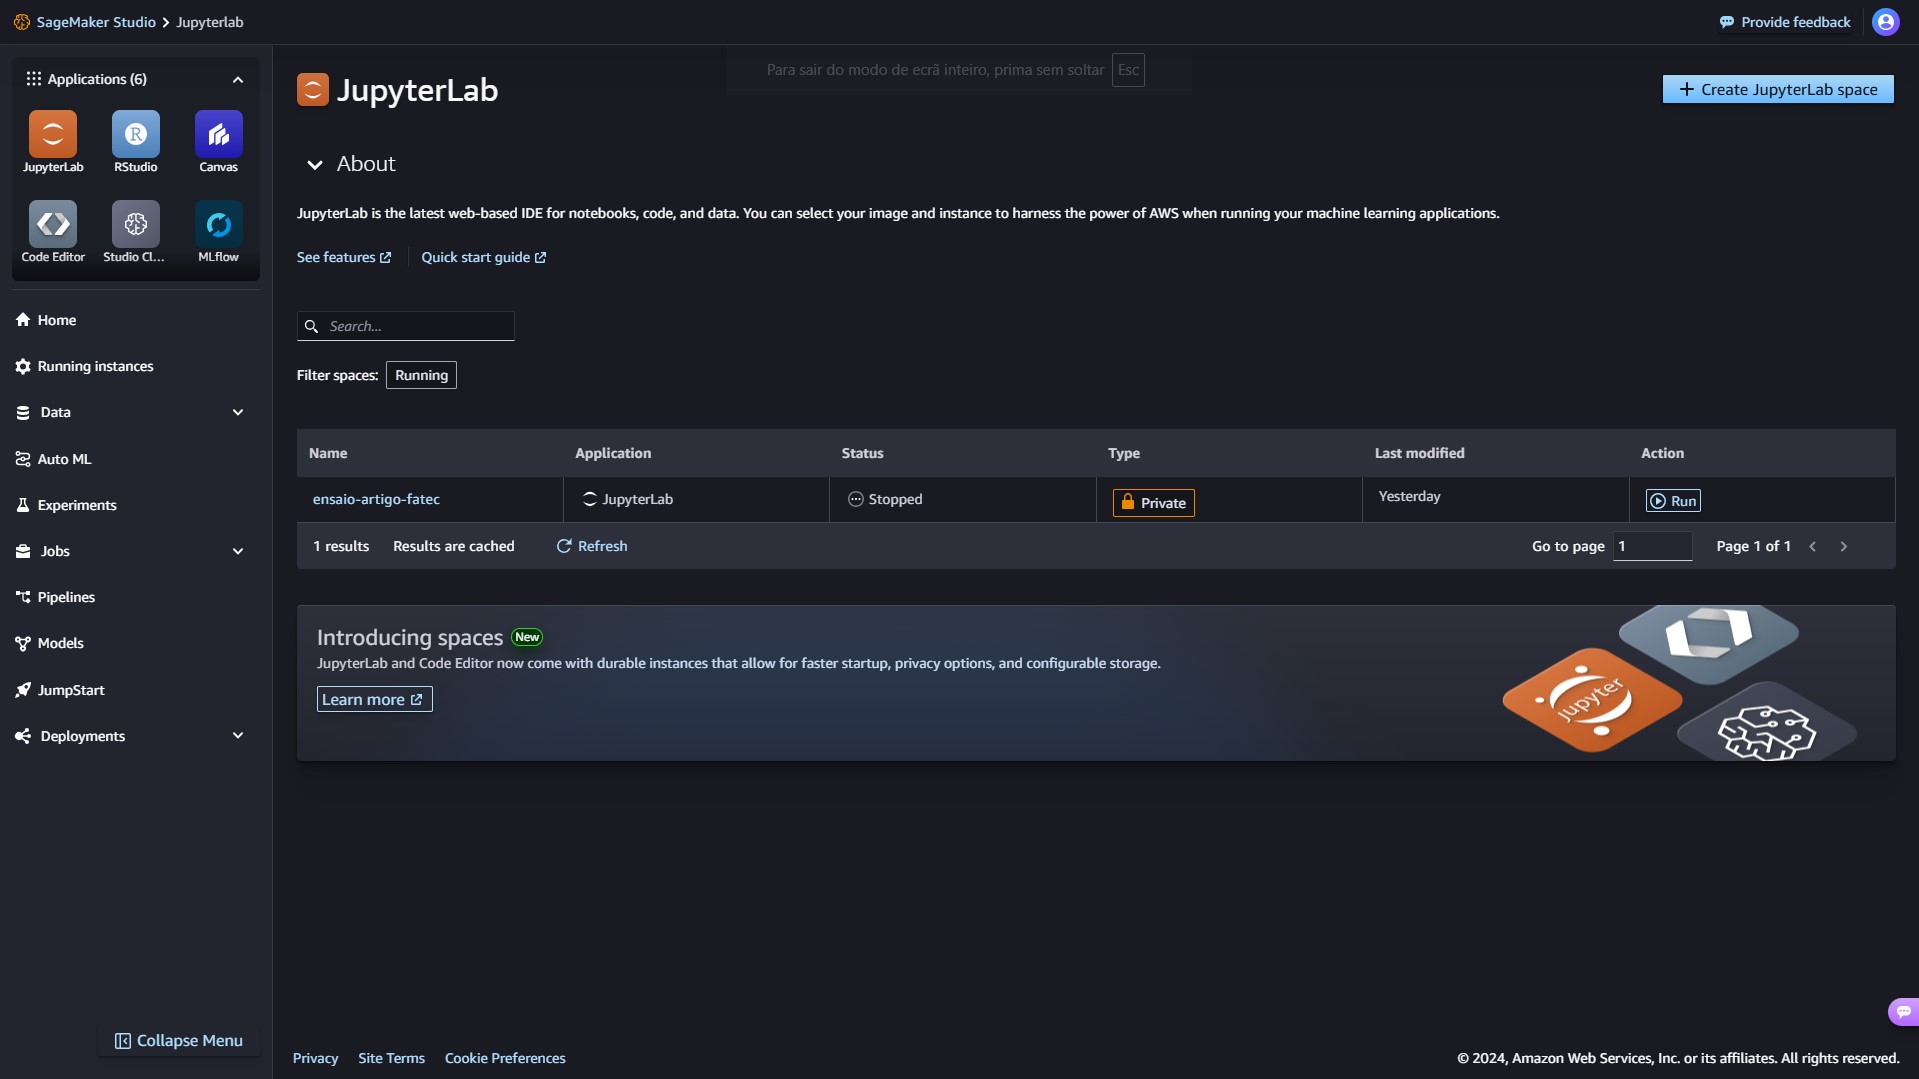 SageMaker Studio > Jupyterlab
Provide feedback
Applications (6)
JupyterLab
RStudio
Canvas
Code Editor
Studio Cl...
MLflow
Home
Running instances
Data
Auto ML
Experiments
Jobs
Pipelines
Models
JumpStart
Deployments
Collapse Menu
Para sair do modo de ecrã inteiro, prima sem soltar Esc
JupyterLab
+ Create JupyterLab space
About
JupyterLab is the latest web-based IDE for notebooks, code, and data. You can select your image and instance to harness the power of AWS when running your machine learning applications.
See features
Quick start guide
Search...
Filter spaces: Running
Name Application Status Type Last modified Action
ensaio-artigo-fatec JupyterLab Stopped Private Yesterday Run
1 results Results are cached Refresh Go to page 1 Page 1 of 1
Introducing spaces New
JupyterLab and Code Editor now come with durable instances that allow for faster startup, privacy options, and configurable storage.
Learn more
jupyter
Privacy Site Terms Cookie Preferences
© 2024, Amazon Web Services, Inc. or its affiliates. All rights reserved.